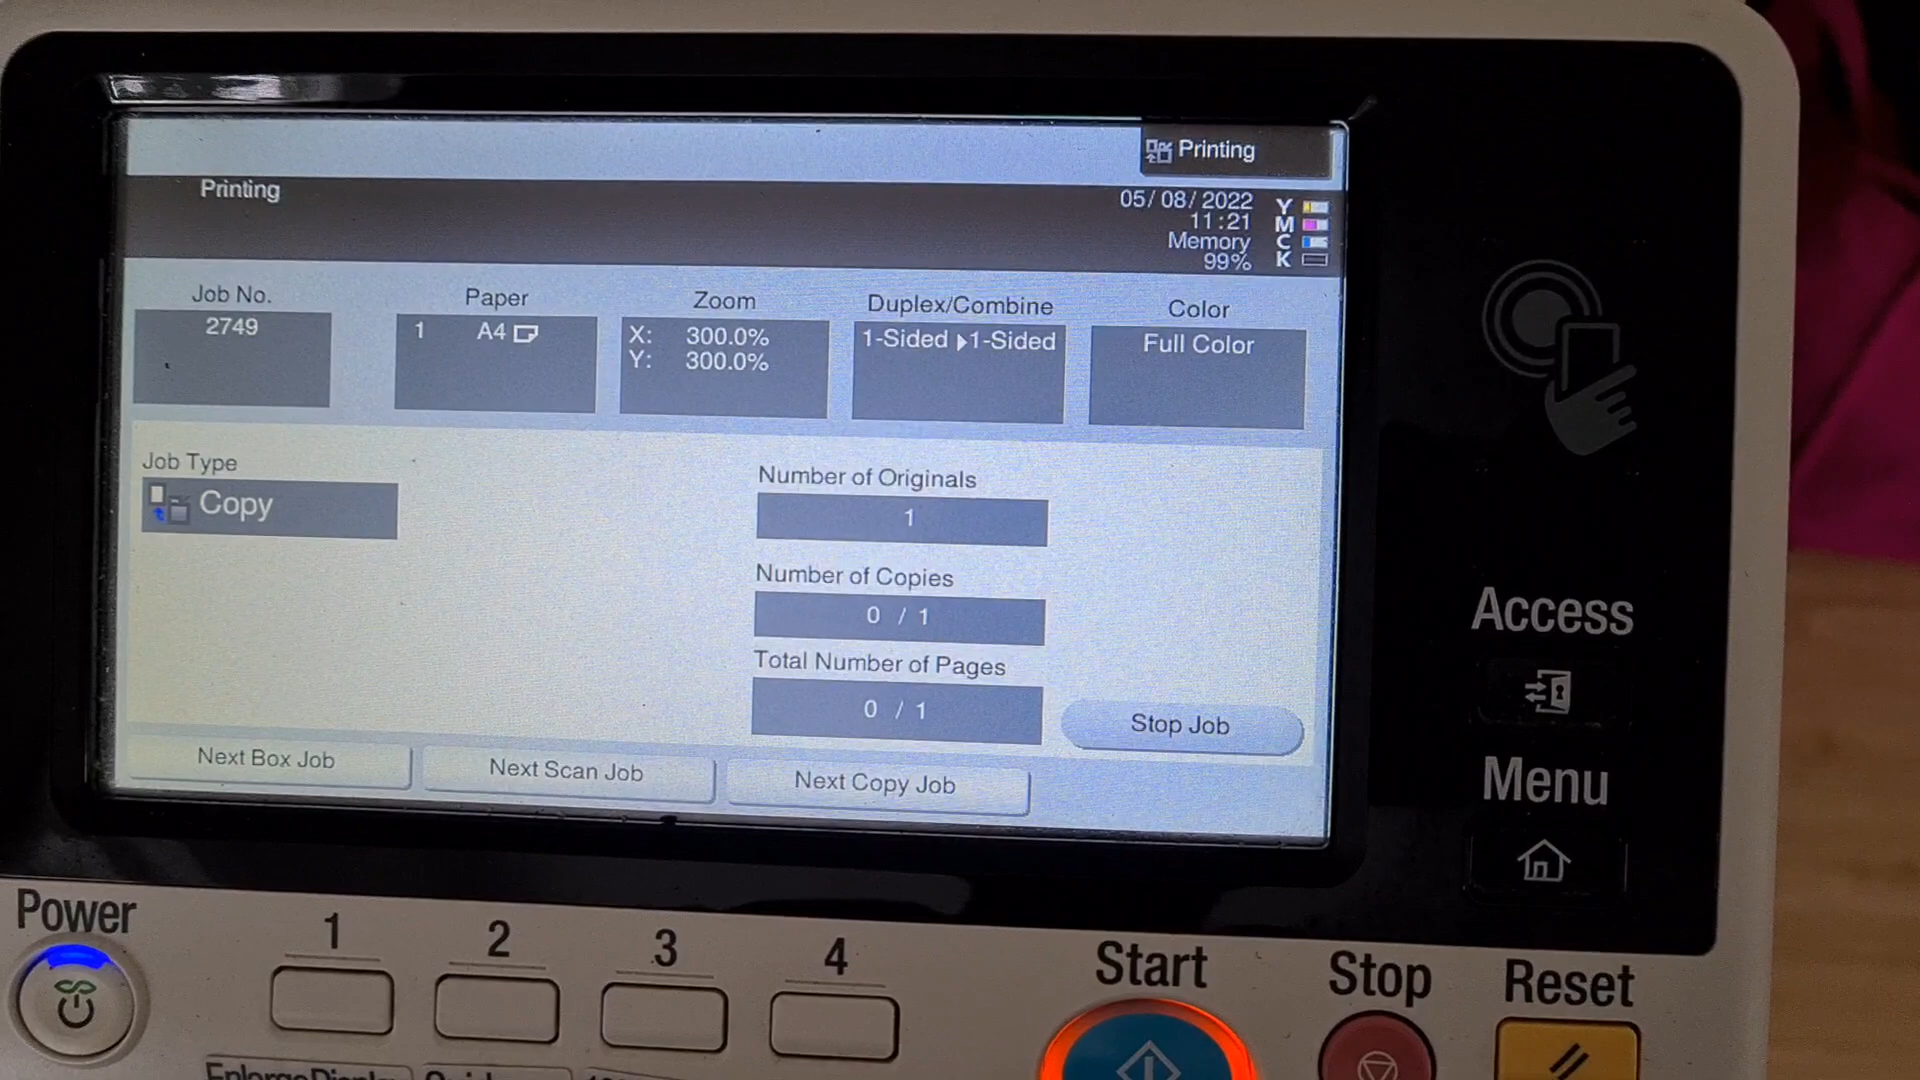 Printing
Printing
05/08/2022
11:21
Memory
99%
Y
M
C
K
Job No.
2749
Paper
1 A4
Zoom
X: 300.0%
Y: 300.0%
Duplex/Combine
1-Sided ▸1-Sided
Color
Full Color
Job Type
Copy
Number of Originals
1
Number of Copies
0 / 1
Total Number of Pages
0 / 1
Stop Job
Next Box Job
Next Scan Job
Next Copy Job
Access
Menu
Power
1
2
3
4
Start
Stop
Reset